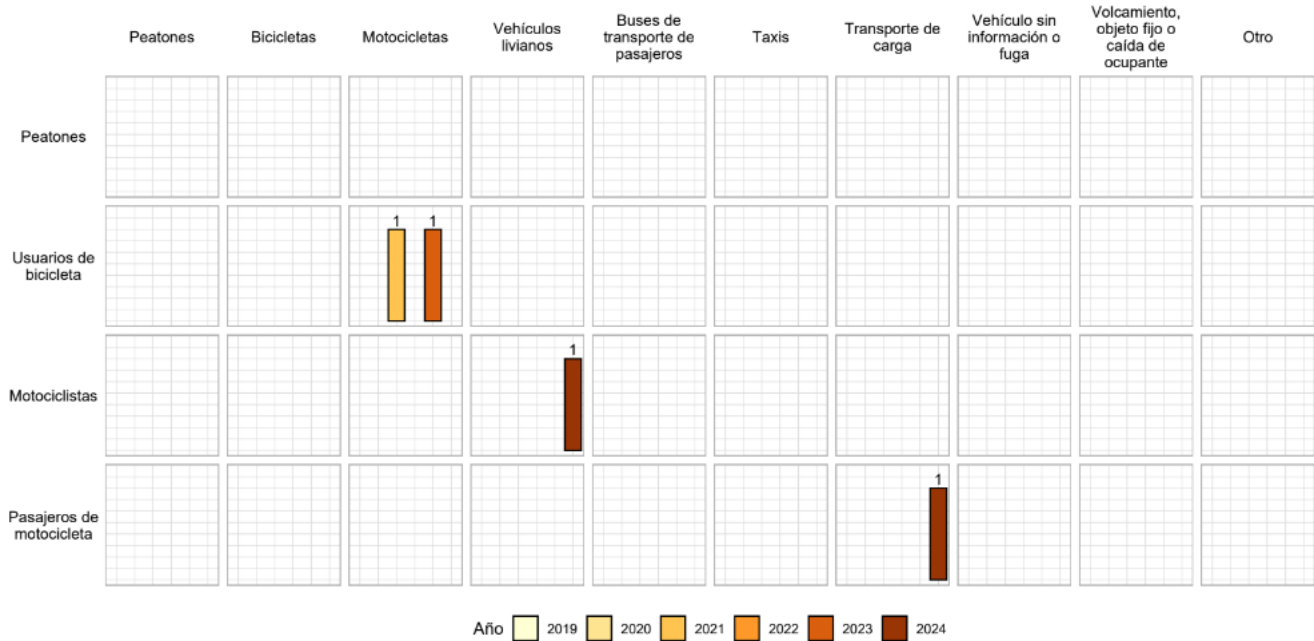 Peatones
Bicicletas
Motocicletas
Vehículos
livianos
Buses de
transporte de
pasajeros
Taxis
Transporte de
carga
Vehículo sin
información o
fuga
Volcamiento,
objeto fijo o
caída de
ocupante
Otro
Peatones
Usuarios de
bicicleta
1 1
Motociclistas
1
Pasajeros de
motocicleta
1
Año 2019 2020 2021 2022 2023 2024